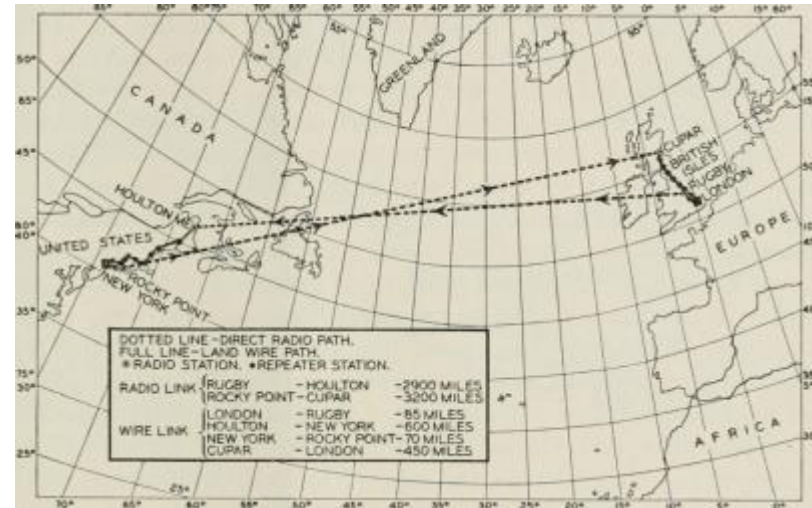 GREENLAND
CANADA
CUPAR
BRITISH
ISLES
RUGBY
LONDON
HOULTON ME.
UNITED STATES
EUROPE
ROCKY POINT
NEW YORK
AFRICA
DOTTED LINE-DIRECT RADIO PATH.
FULL LINE-LAND WIRE PATH.
RADIO STATION. •REPEATER STATION.
RADIO LINK { RUGBY - HOULTON -2900 MILES
ROCKY POINT - CUPAR -3200 MILES
WIRE LINK { LONDON - RUGBY -85 MILES
HOULTON - NEW YORK -600 MILES
NEW YORK - ROCKY POINT -70 MILES
CUPAR - LONDON -450 MILES